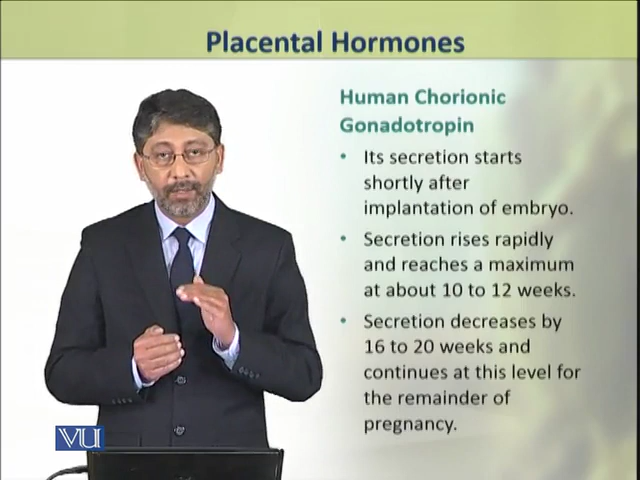 Placental Hormones
Human Chorionic
Gonadotropin
• Its secretion starts
shortly after
implantation of embryo.
• Secretion rises rapidly
and reaches a maximum
at about 10 to 12 weeks.
• Secretion decreases by
16 to 20 weeks and
continues at this level for
the remainder of
pregnancy.
VU